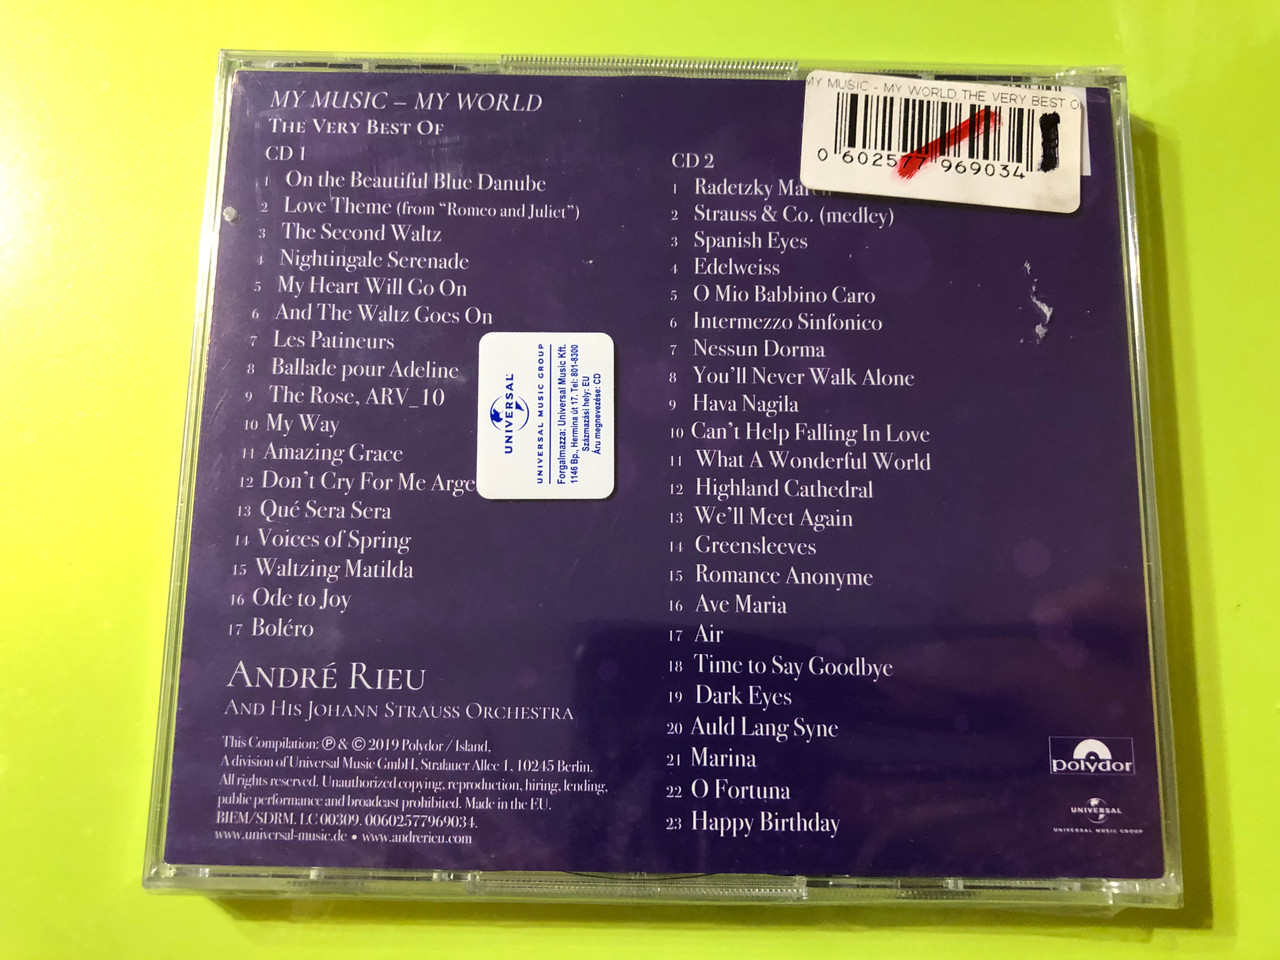 MY MUSIC – MY WORLD
THE VERY BEST OF
CD 1
1 On the Beautiful Blue Danube
2 Love Theme (from "Romeo and Juliet")
3 The Second Waltz
4 Nightingale Serenade
5 My Heart Will Go On
6 And The Waltz Goes On
7 Les Patineurs
8 Ballade pour Adeline
9 The Rose, ARV_10
10 My Way
11 Amazing Grace
12 Don't Cry For Me Arge
13 Qué Sera Sera
14 Voices of Spring
15 Waltzing Matilda
16 Ode to Joy
17 Boléro
ANDRÉ RIEU
AND HIS JOHANN STRAUSS ORCHESTRA
This Compilation: ℗ & © 2019 Polydor / Island,
A division of Universal Music GmbH, Stralauer Allee 1, 10245 Berlin.
All rights reserved. Unauthorized copying, reproduction, hiring, lending,
public performance and broadcast prohibited. Made in the E.U.
BIEM/SDRM. LC 00309. 00602577969034.
www.universal-music.de • www.andrerieu.com
UNIVERSAL
UNIVERSAL MUSIC GROUP
Forgalmazza: Universal Music Kft.
1146 Bp., Hermina út 17. Tel: 801-8300
Származási hely: EU
Áru megnevezése: CD
MY MUSIC - MY WORLD THE VERY BEST O
0 602577 969034
CD 2
1 Radetzky March
2 Strauss & Co. (medley)
3 Spanish Eyes
4 Edelweiss
5 O Mio Babbino Caro
6 Intermezzo Sinfonico
7 Nessun Dorma
8 You'll Never Walk Alone
9 Hava Nagila
10 Can't Help Falling In Love
11 What A Wonderful World
12 Highland Cathedral
13 We'll Meet Again
14 Greensleeves
15 Romance Anonyme
16 Ave Maria
17 Air
18 Time to Say Goodbye
19 Dark Eyes
20 Auld Lang Syne
21 Marina
22 O Fortuna
23 Happy Birthday
polydor
UNIVERSAL
UNIVERSAL MUSIC GROUP